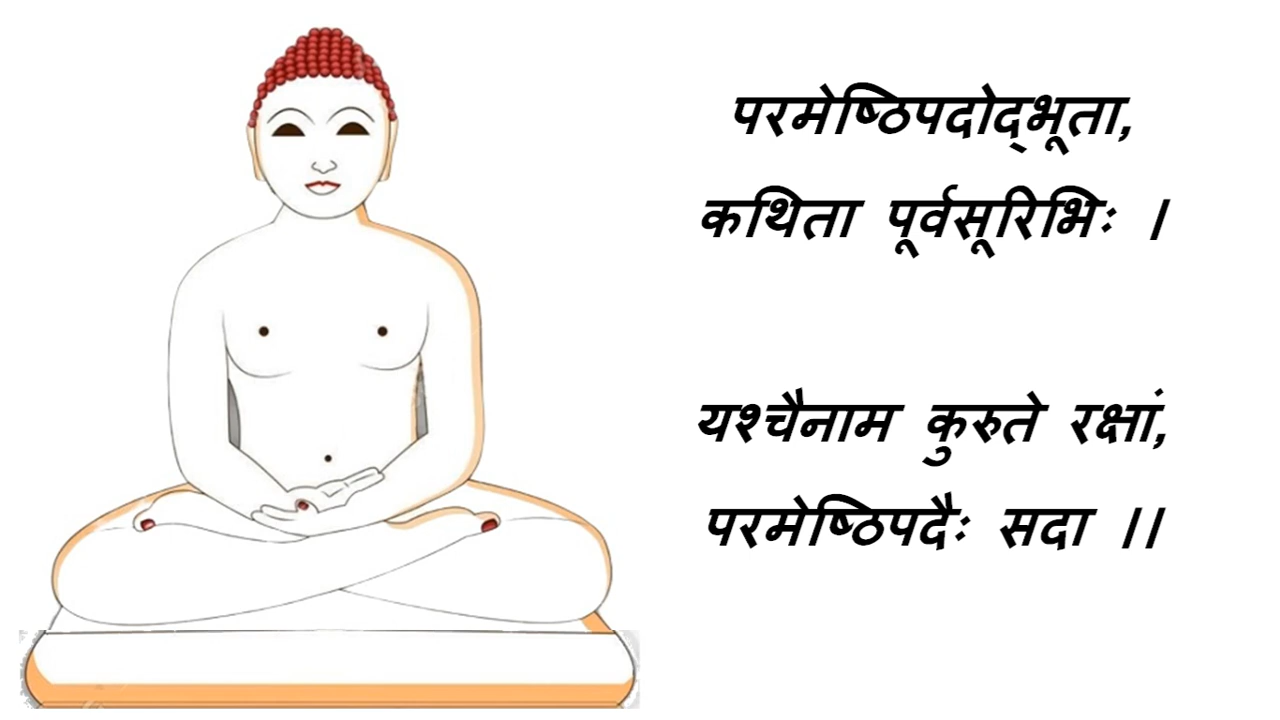 परमेष्ठिपदोद्‌भूता,
कथिता पूर्वसूरिभिः ।
यश्चैनाम कुरुते रक्षां,
परमेष्ठिपदैः सदा ।।